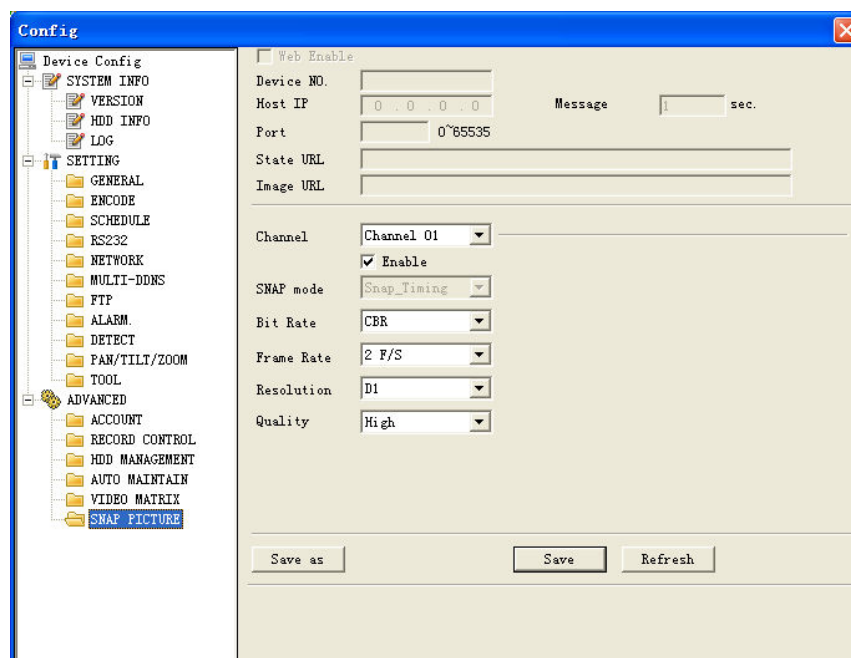 Config
Device Config
SYSTEM INFO
VERSION
HDD INFO
LOG
SETTING
GENERAL
ENCODE
SCHEDULE
RS232
NETWORK
MULTI-DDNS
FTP
ALARM.
DETECT
PAN/TILT/ZOOM
TOOL
ADVANCED
ACCOUNT
RECORD CONTROL
HDD MANAGEMENT
AUTO MAINTAIN
VIDEO MATRIX
SNAP PICTURE
Web Enable
Device NO.
Host IP 0 . 0 . 0 . 0 Message 1 sec.
Port 0~65535
State URL
Image URL
Channel Channel 01
Enable
SNAP mode Snap_Timing
Bit Rate CBR
Frame Rate 2 F/S
Resolution D1
Quality High
Save as Save Refresh